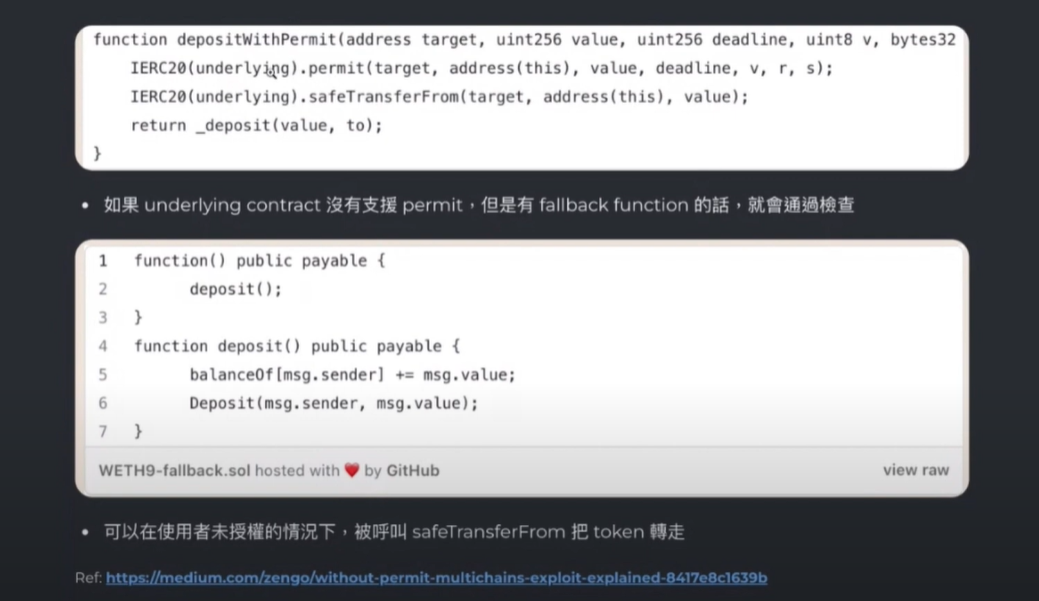 function depositWithPermit(address target, uint256 value, uint256 deadline, uint8 v, bytes32
IERC20(underlying).permit(target, address(this), value, deadline, v, r, s);
IERC20(underlying).safeTransferFrom(target, address(this), value);
return _deposit(value, to);
}
• 如果 underlying contract 沒有支援 permit，但是有 fallback function 的話，就會通過檢查
1 function() public payable {
2 deposit();
3 }
4 function deposit() public payable {
5 balanceOf[msg.sender] += msg.value;
6 Deposit(msg.sender, msg.value);
7 }
WETH9-fallback.sol hosted with ❤ by GitHub view raw
• 可以在使用者未授權的情況下，被呼叫 safeTransferFrom 把 token 轉走
Ref: https://medium.com/zengo/without-permit-multichains-exploit-explained-8417e8c1639b